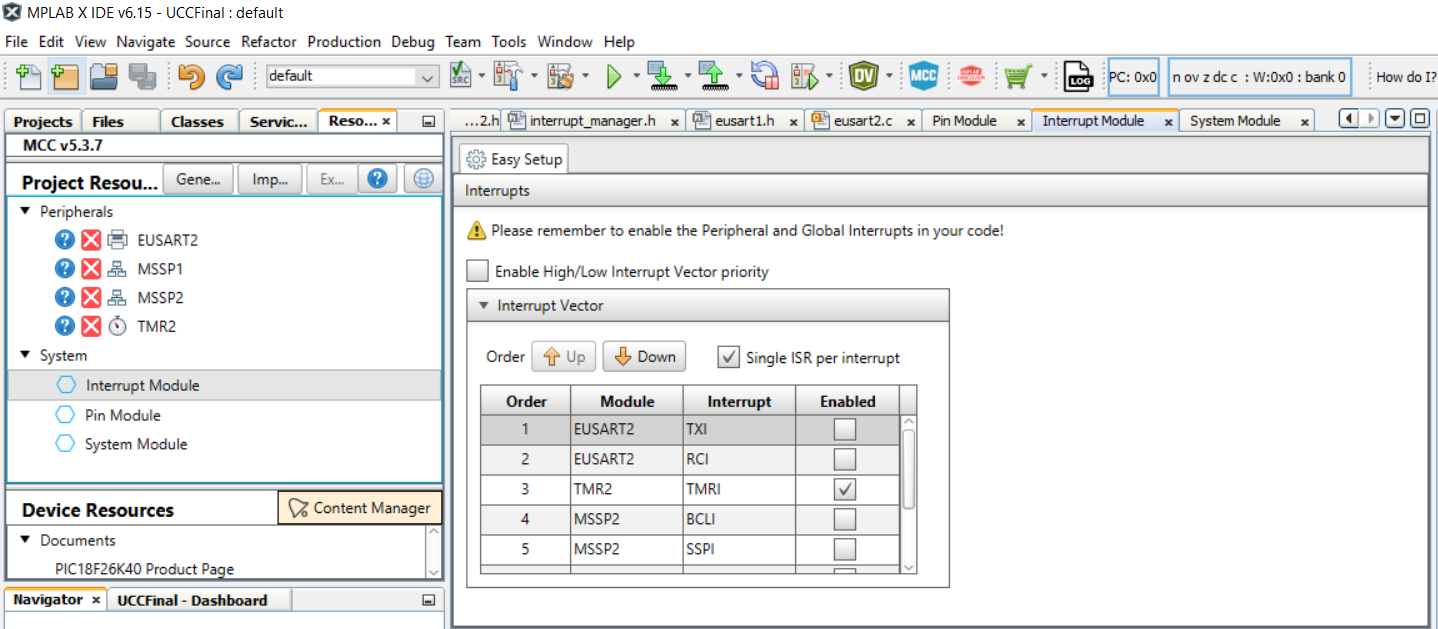 MPLAB X IDE v6.15 - UCCFinal : default
File Edit View Navigate Source Refactor Production Debug Team Tools Window Help
default SRC DV MCC LOG PC: 0x0 n ov z dc c : W:0x0 : bank 0 How do I?
Projects Files Classes Servic... Reso... × ...2.h interrupt_manager.h × eusart1.h × eusart2.c × Pin Module × Interrupt Module × System Module ×
MCC v5.3.7
Easy Setup
Project Resou... Gene... Imp... Ex... ?
Interrupts
Peripherals
Please remember to enable the Peripheral and Global Interrupts in your code!
? EUSART2
? MSSP1
Enable High/Low Interrupt Vector priority
? MSSP2
Interrupt Vector
? TMR2
System
Order Up Down Single ISR per interrupt
Interrupt Module
Pin Module
System Module
Order Module Interrupt Enabled
1 EUSART2 TXI
2 EUSART2 RCI
3 TMR2 TMRI
4 MSSP2 BCLI
5 MSSP2 SSPI
Device Resources Content Manager
Documents
PIC18F26K40 Product Page
Navigator × UCCFinal - Dashboard